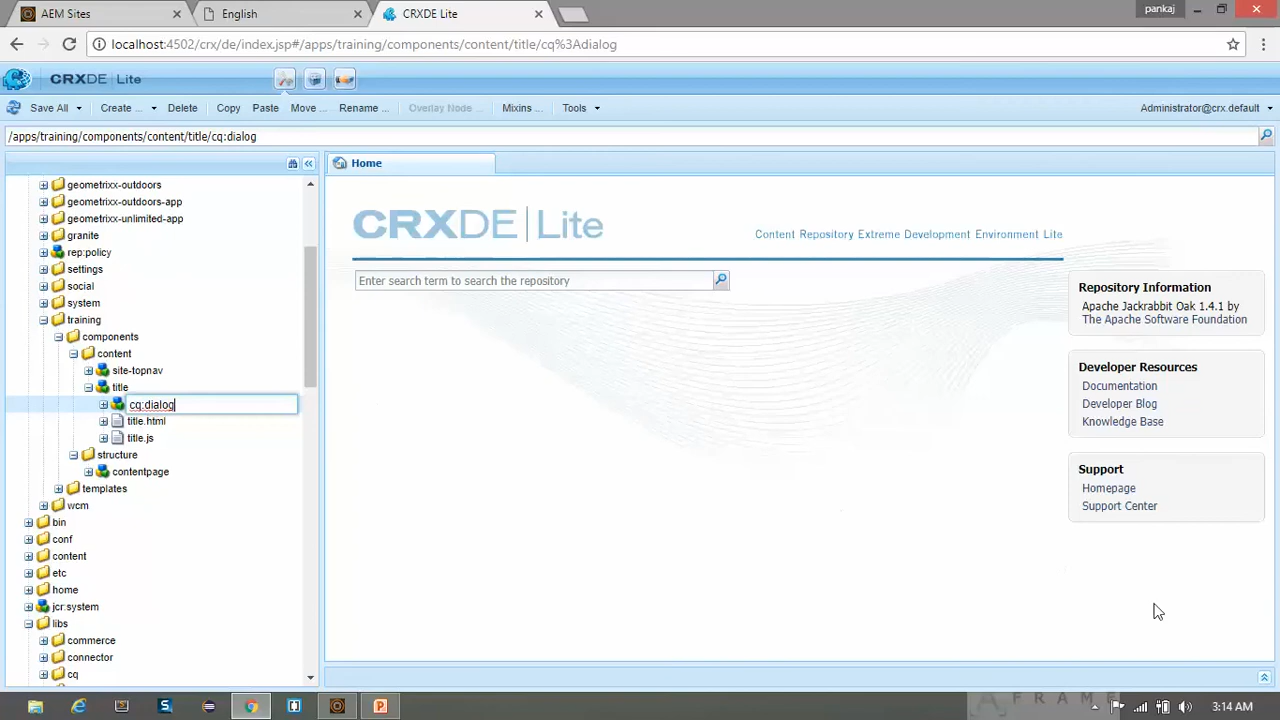 AEM Sites
English
CRXDE Lite
pankaj
localhost:4502/crx/de/index.jsp#/apps/training/components/content/title/cq%3Adialog
CRXDE Lite
Save All
Create ...
Delete
Copy
Paste
Move ...
Rename ...
Overlay Node ...
Mixins ...
Tools
Administrator@crx.default
/apps/training/components/content/title/cq:dialog
Home
geometrixx-outdoors
geometrixx-outdoors-app
geometrixx-unlimited-app
granite
rep:policy
settings
social
system
training
components
content
site-topnav
title
cq:dialog
title.html
title.js
structure
contentpage
templates
wcm
bin
conf
content
etc
home
jcr:system
libs
commerce
connector
cq
CRXDE Lite
Content Repository Extreme Development Environment Lite
Enter search term to search the repository
Repository Information
Apache Jackrabbit Oak 1.4.1 by
The Apache Software Foundation
Developer Resources
Documentation
Developer Blog
Knowledge Base
Support
Homepage
Support Center
A FRAME
3:14 AM